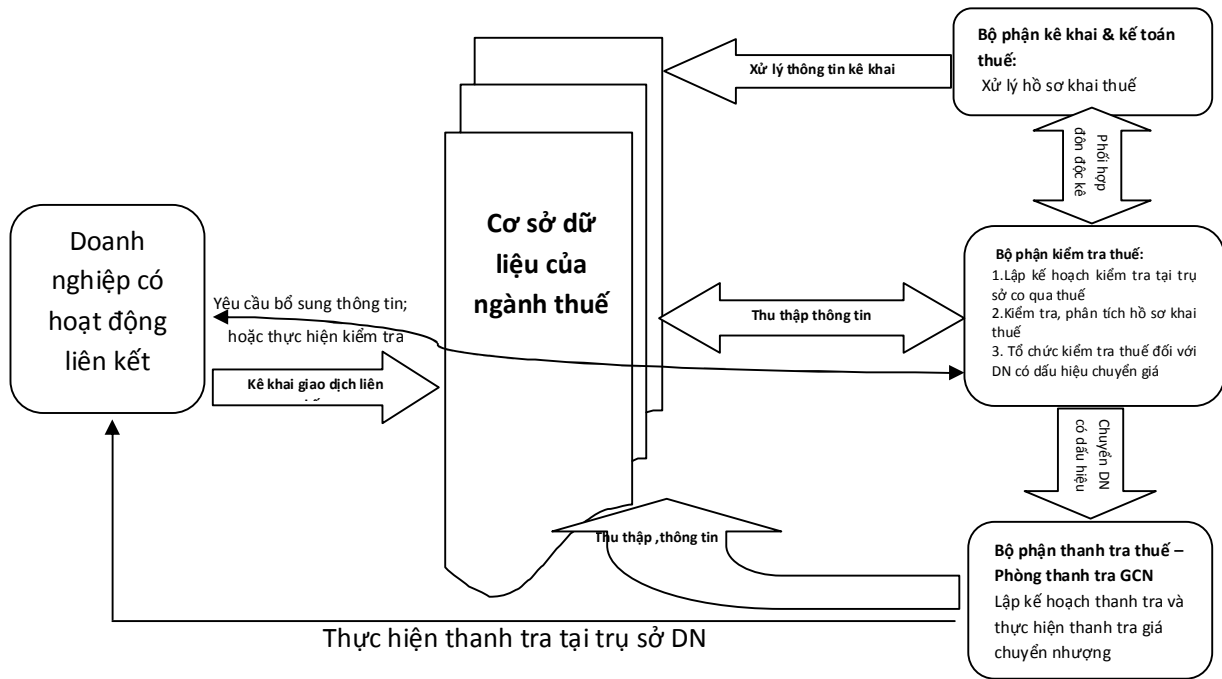 Bộ phận kê khai & kế toán
thuế:
Xử lý hồ sơ khai thuế
Xử lý thông tin kê khai
Phối hợp
đôn độc kê
Cơ sở dữ
liệu của
ngành thuế
Doanh
nghiệp có
hoạt động
liên kết
Yêu cầu bổ sung thông tin;
hoặc thực hiện kiểm tra
Kê khai giao dịch liên
Thu thập thông tin
Bộ phận kiểm tra thuế:
1.Lập kế hoạch kiểm tra tại trụ
sở co qua thuế
2.Kiểm tra, phân tích hồ sơ khai
thuế
3. Tổ chức kiểm tra thuế đối với
DN có dấu hiệu chuyển giá
Chuyển DN
có dấu hiệu
Thu thập ,thông tin
Bộ phận thanh tra thuế –
Phòng thanh tra GCN
Lập kế hoạch thanh tra và
thực hiện thanh tra giá
chuyển nhượng
Thực hiện thanh tra tại trụ sở DN